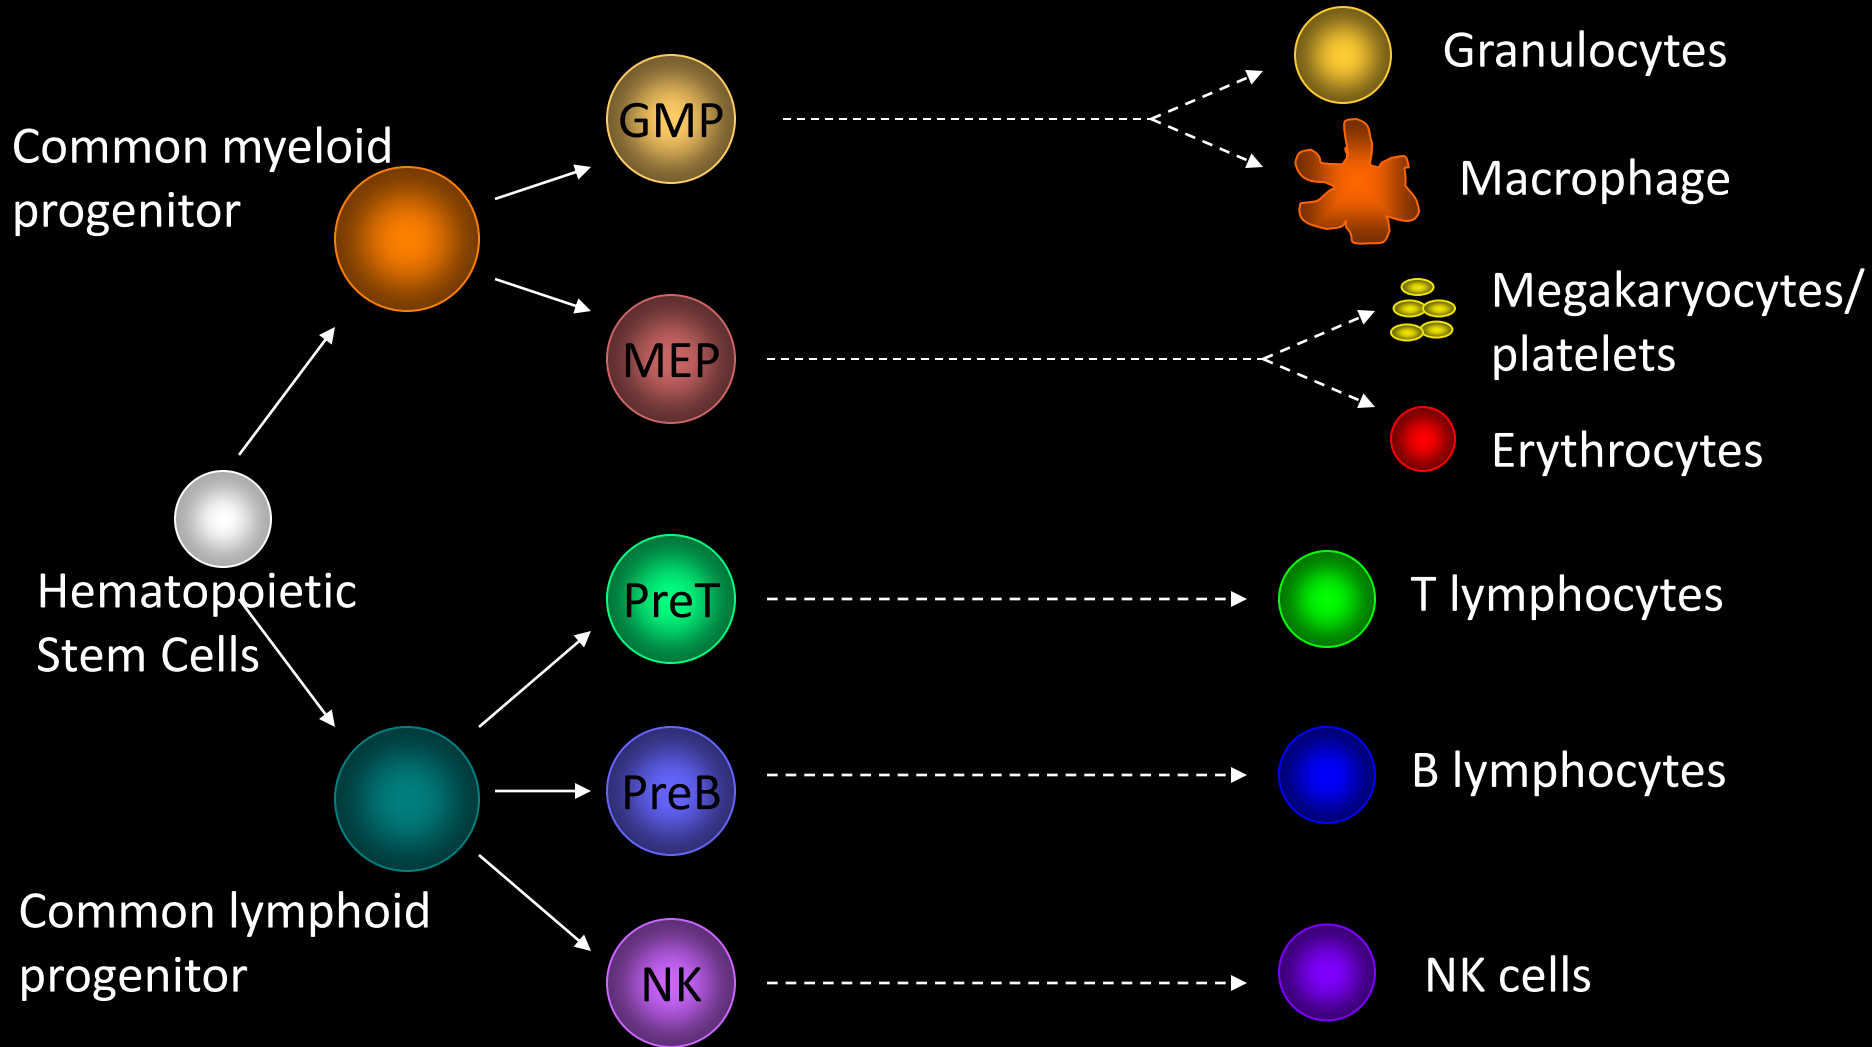 Common myeloid
progenitor
GMP
MEP
Granulocytes
Macrophage
Megakaryocytes/
platelets
Erythrocytes
Hematopoietic
Stem Cells
PreT
T lymphocytes
PreB
B lymphocytes
Common lymphoid
progenitor
NK
NK cells